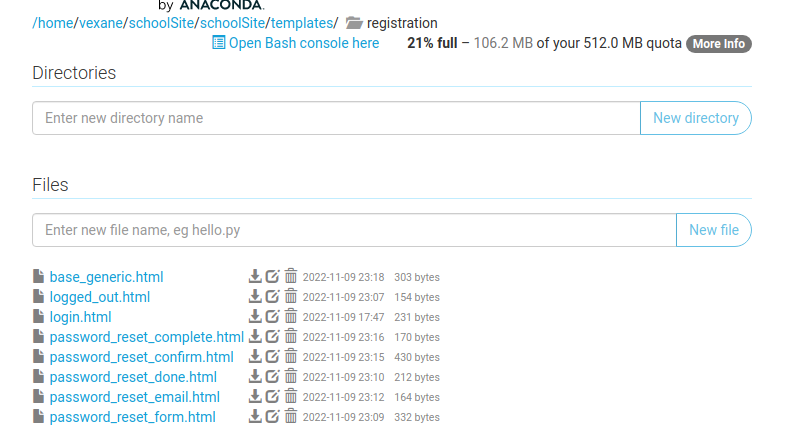 by ANACONDA.
/home/vexane/schoolSite/schoolSite/templates/ registration
Open Bash console here 21% full – 106.2 MB of your 512.0 MB quota More Info
Directories
Enter new directory name New directory
Files
Enter new file name, eg hello.py New file
base_generic.html 2022-11-09 23:18 303 bytes
logged_out.html 2022-11-09 23:07 154 bytes
login.html 2022-11-09 17:47 231 bytes
password_reset_complete.html 2022-11-09 23:16 170 bytes
password_reset_confirm.html 2022-11-09 23:15 430 bytes
password_reset_done.html 2022-11-09 23:10 212 bytes
password_reset_email.html 2022-11-09 23:12 164 bytes
password_reset_form.html 2022-11-09 23:09 332 bytes